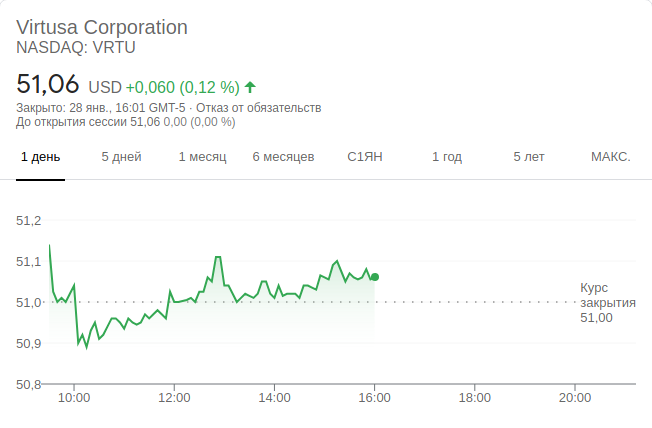 Virtusa Corporation
NASDAQ: VRTU
51,06 USD +0,060 (0,12 %)
Закрыто: 28 янв., 16:01 GMT-5 · Отказ от обязательств
До открытия сессии 51,06 0,00 (0,00 %)
1 день 5 дней 1 месяц 6 месяцев С1ЯН 1 год 5 лет МАКС.
51,2
51,1
51,0
50,9
50,8
Курс
закрытия
51,00
10:00 12:00 14:00 16:00 18:00 20:00